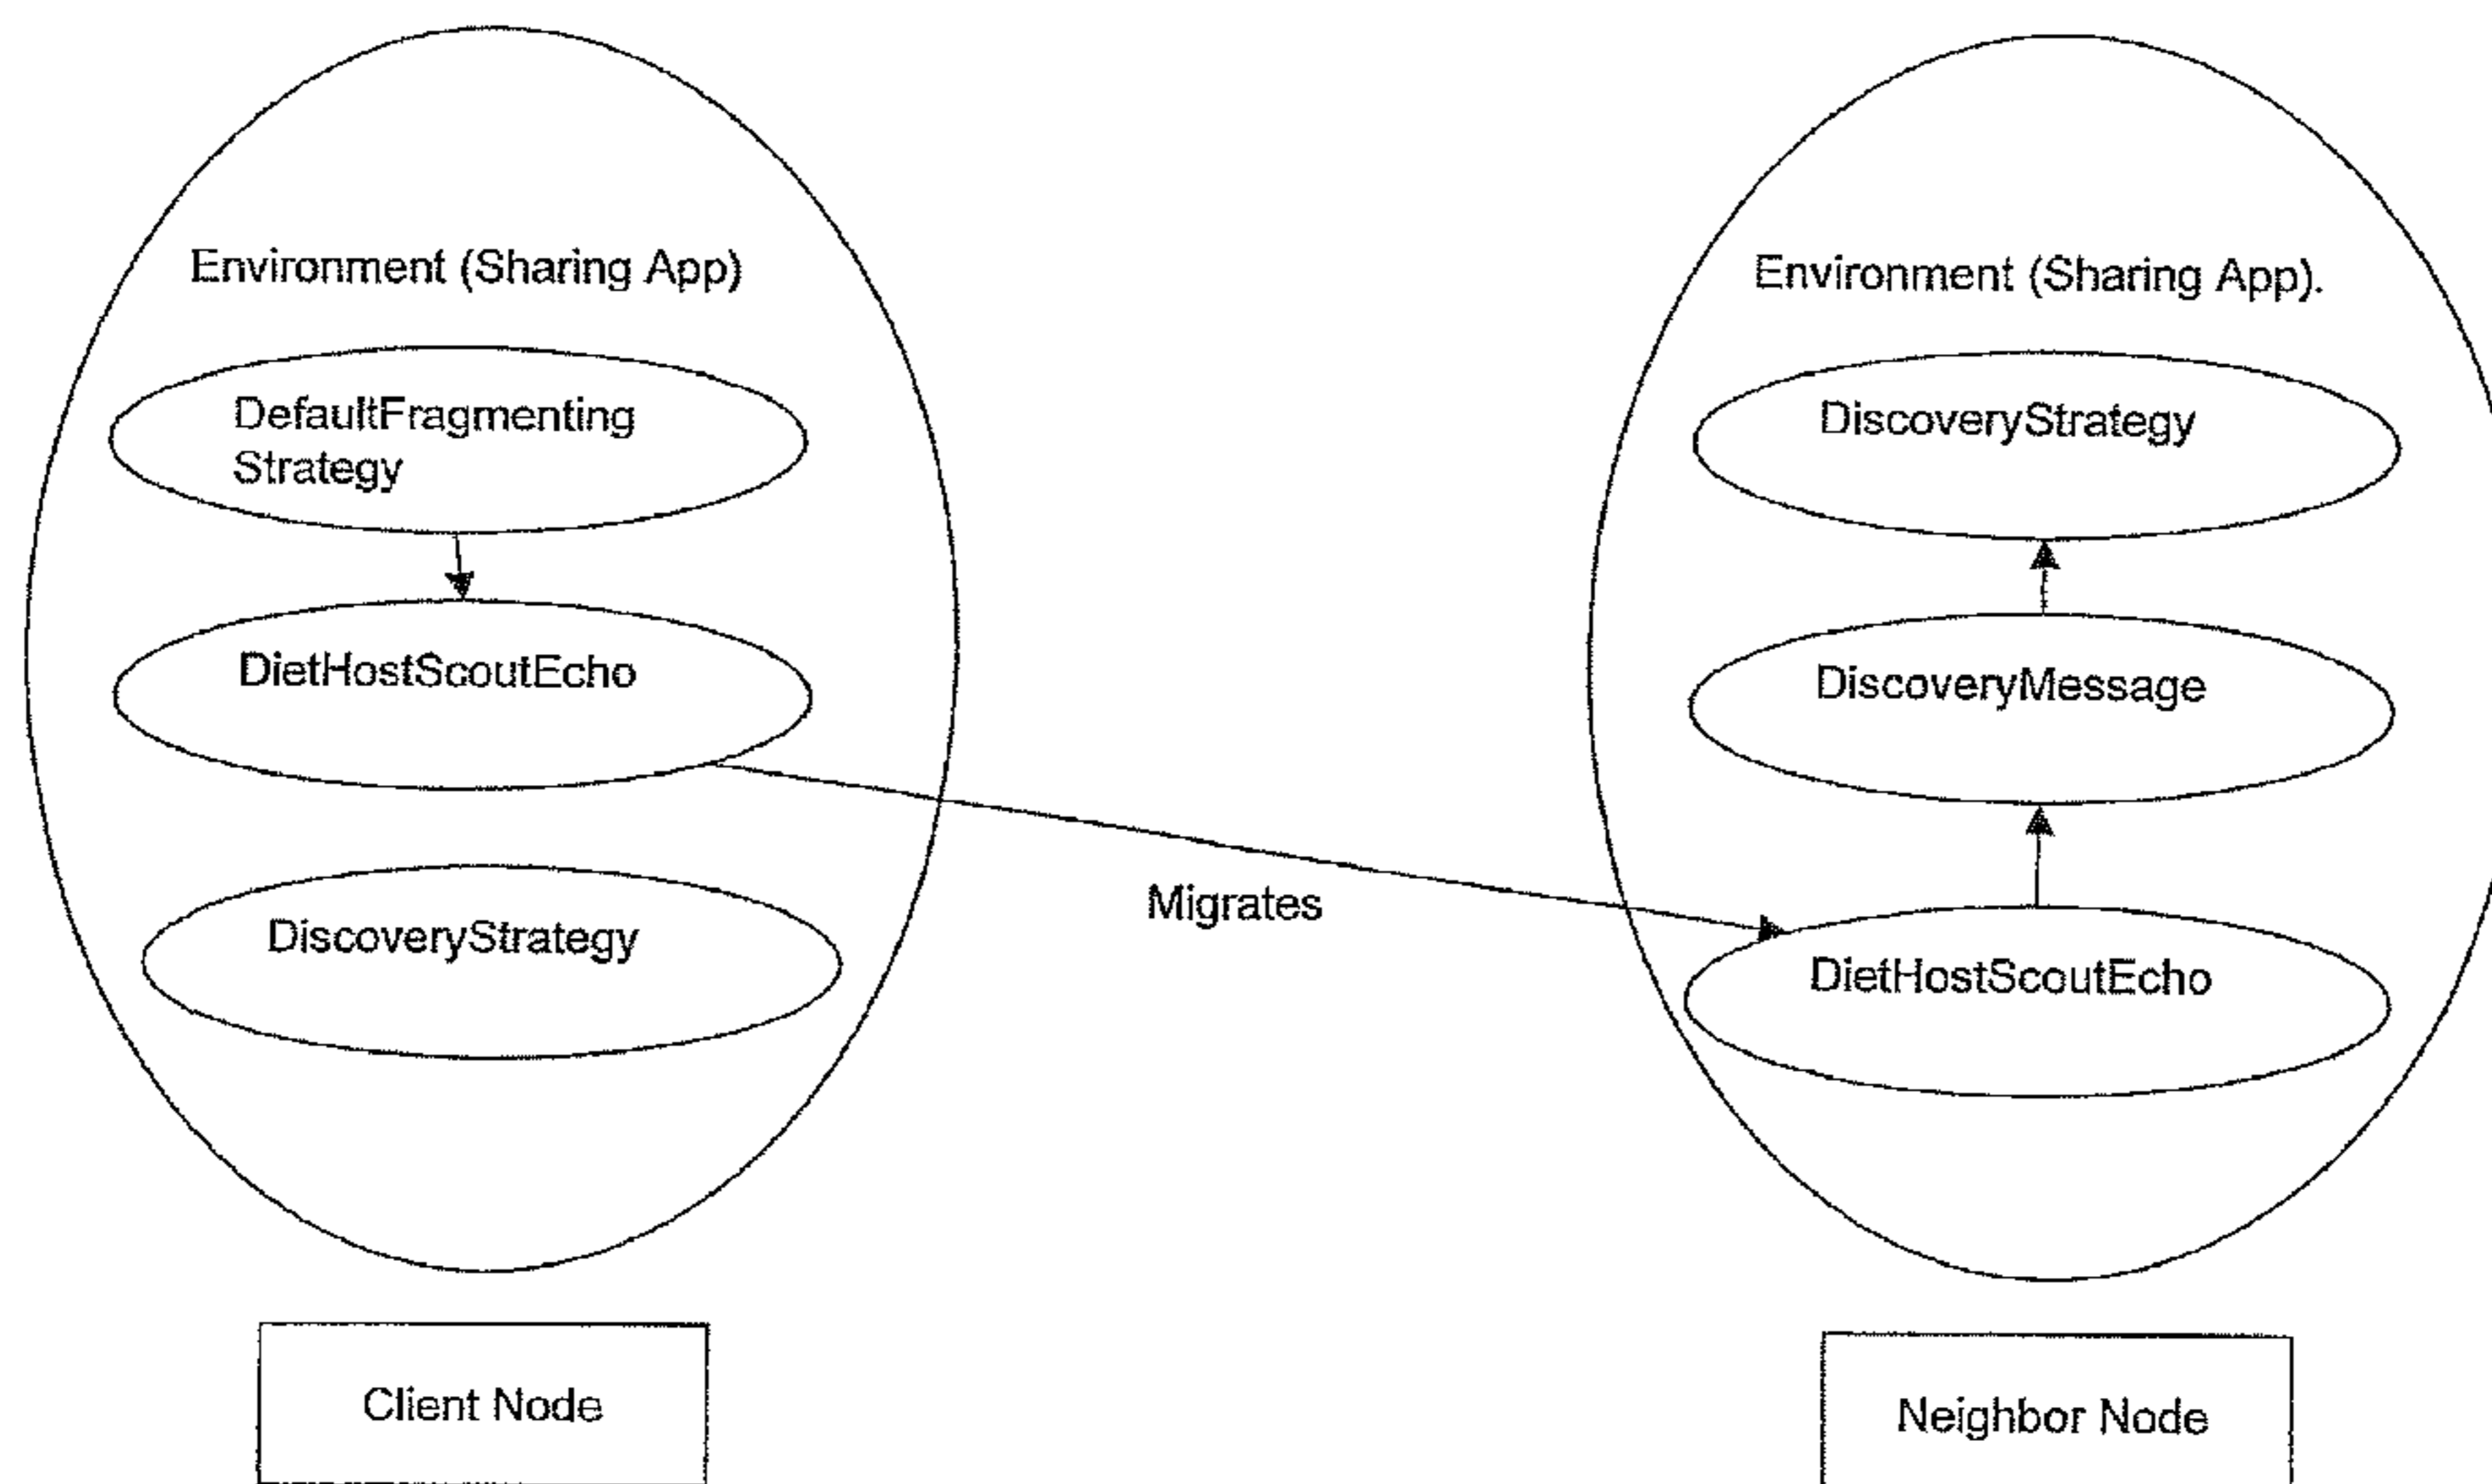 Environment (Sharing App)
DefaultFragmenting
Strategy
DietHostScoutEcho
DiscoveryStrategy
Client Node
Migrates
Environment (Sharing App).
DiscoveryStrategy
DiscoveryMessage
DietHostScoutEcho
Neighbor Node